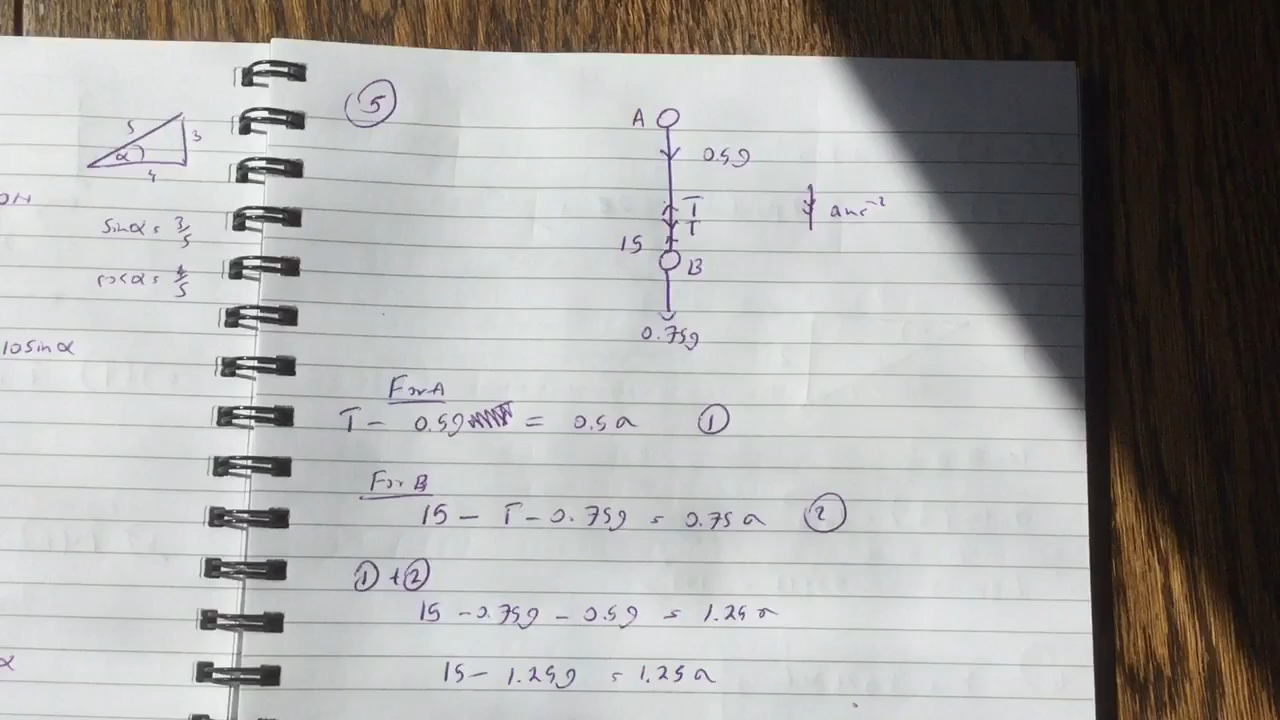 5
3
α
4
sinα = 3/5
cosα = 4/5
10sinα
α
⑤
A
0.5g
T
T
15
B
0.75g
ams⁻²
For A
T - 0.5g = 0.5a ①
For B
15 - T - 0.75g = 0.75a ②
① + ②
15 - 0.75g - 0.5g = 1.25a
15 - 1.25g = 1.25a